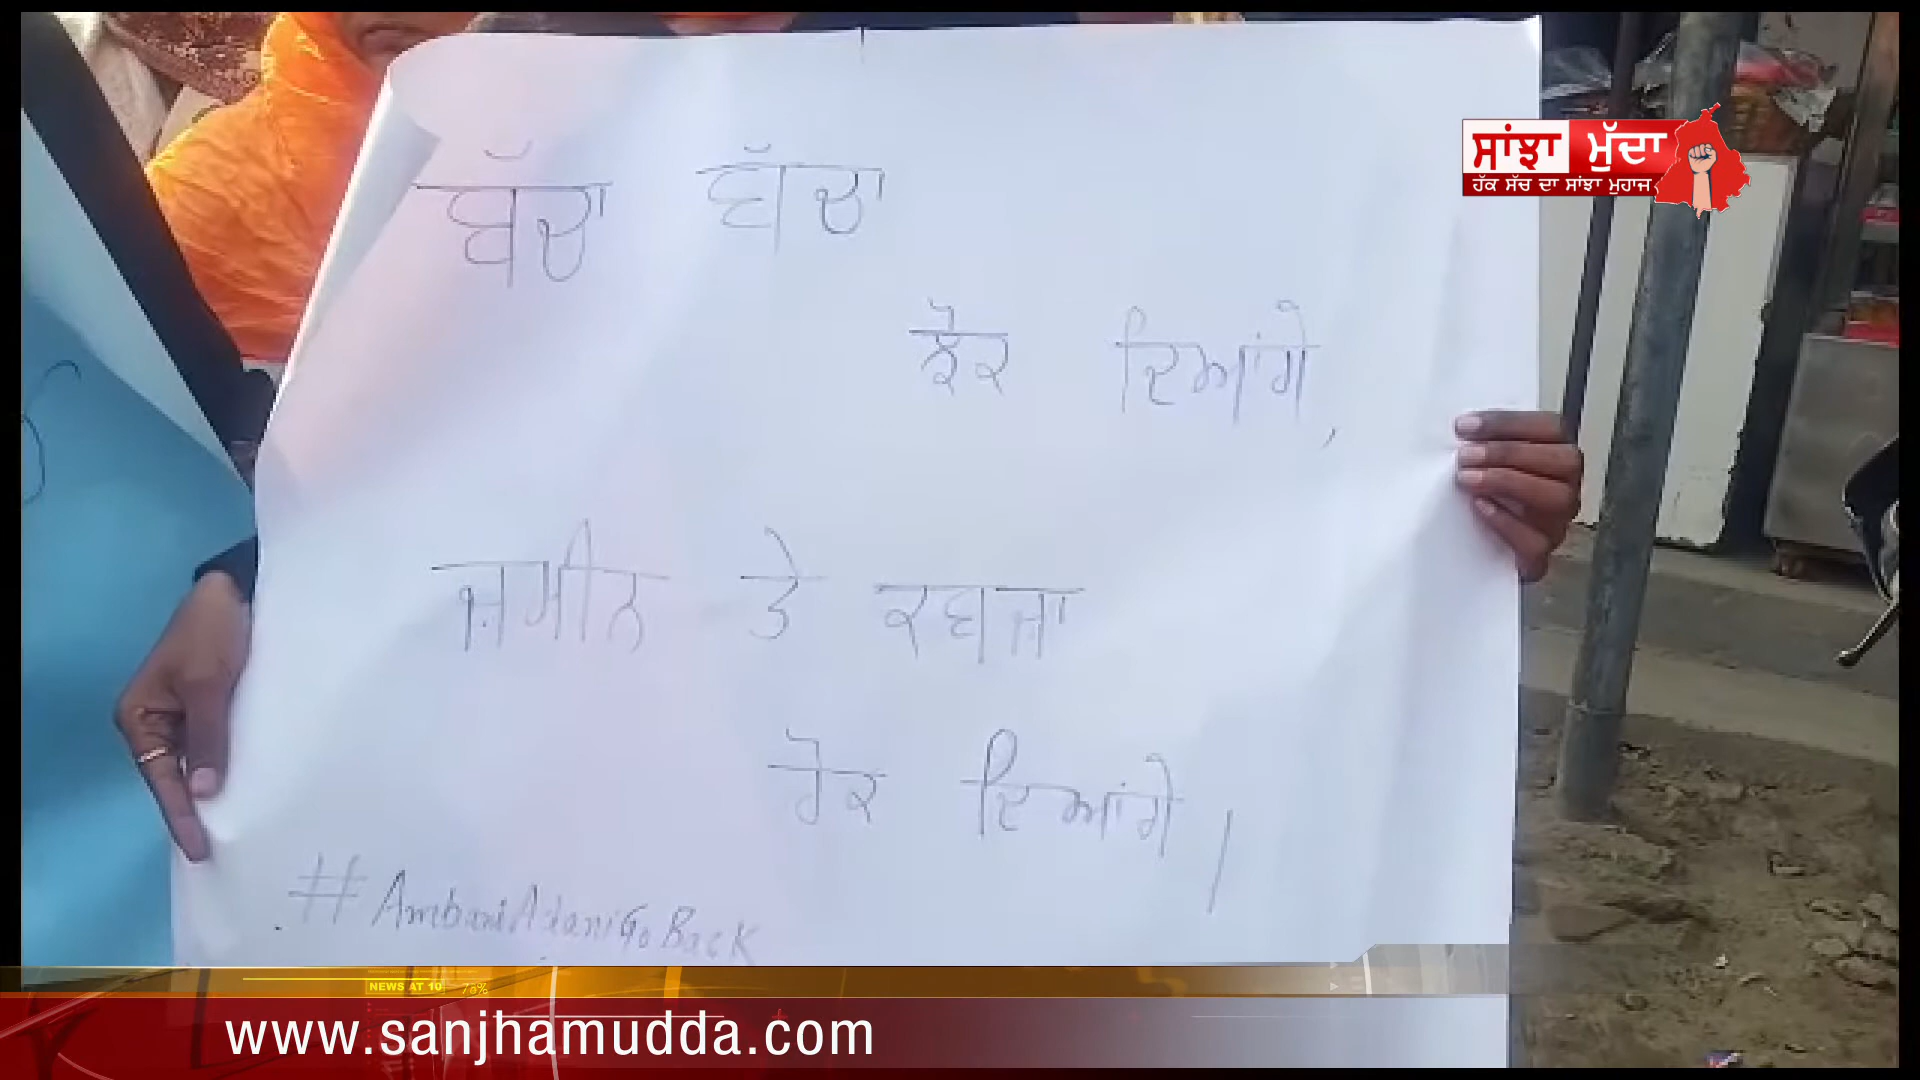 ਬੱਚਾ ਬੱਚਾ
ਝੋਕ ਦਿਆਂਗੇ,
ਜ਼ਮੀਨ ਤੇ ਕਬਜ਼ਾ
ਰੋਕ ਦਿਆਂਗੇ।
#AmbaniAdaniGoBack
ਸਾਂਝਾ ਮੁੱਦਾ
ਹੱਕ ਸੱਚ ਦਾ ਸਾਂਝਾ ਮੁਹਾਜ
NEWS AT 10
www.sanjhamudda.com